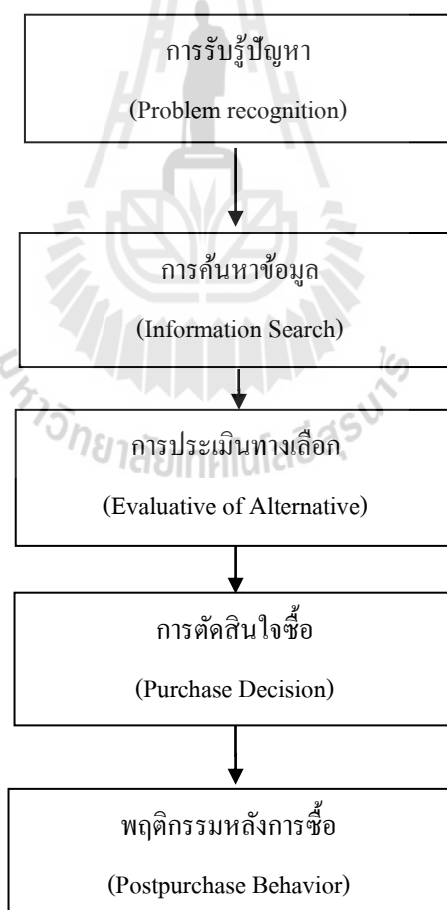 การรับรู้ปัญหา
(Problem recognition)
การค้นหาข้อมูล
(Information Search)
การประเมินทางเลือก
(Evaluative of Alternative)
การตัดสินใจซื้อ
(Purchase Decision)
พฤติกรรมหลังการซื้อ
(Postpurchase Behavior)